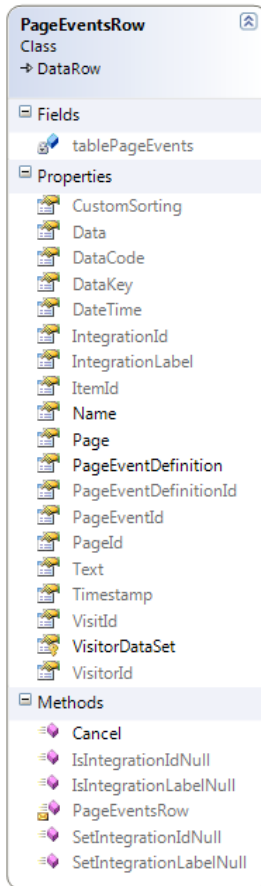 PageEventsRow
Class
→ DataRow
Fields
tablePageEvents
Properties
CustomSorting
Data
DataCode
DataKey
DateTime
IntegrationId
IntegrationLabel
ItemId
Name
Page
PageEventDefinition
PageEventDefinitionId
PageEventId
PageId
Text
Timestamp
VisitId
VisitorDataSet
VisitorId
Methods
Cancel
IsIntegrationIdNull
IsIntegrationLabelNull
PageEventsRow
SetIntegrationIdNull
SetIntegrationLabelNull